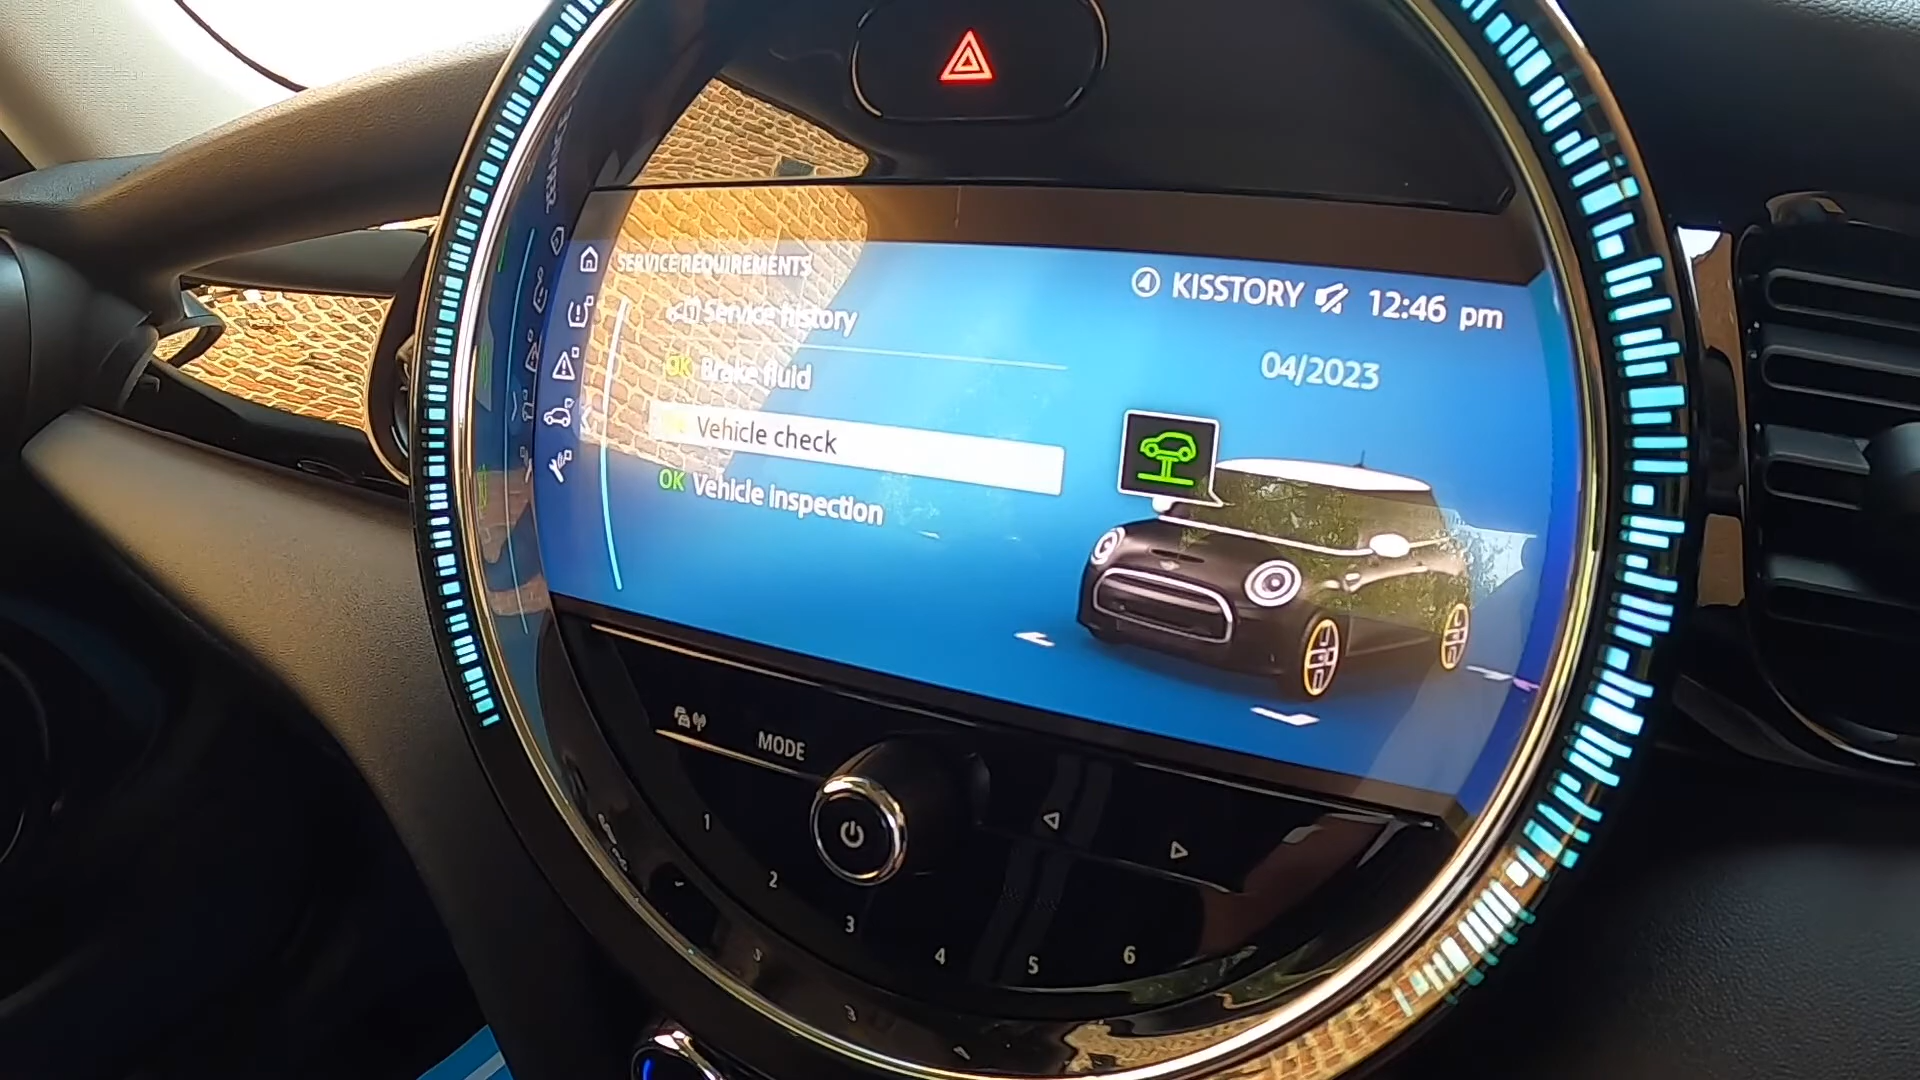 SERVICE REQUIREMENTS
KISSTORY 12:46 pm
Service history
04/2023
OK Brake fluid
Vehicle check
OK Vehicle inspection
MODE
1
2
3
4
5
6